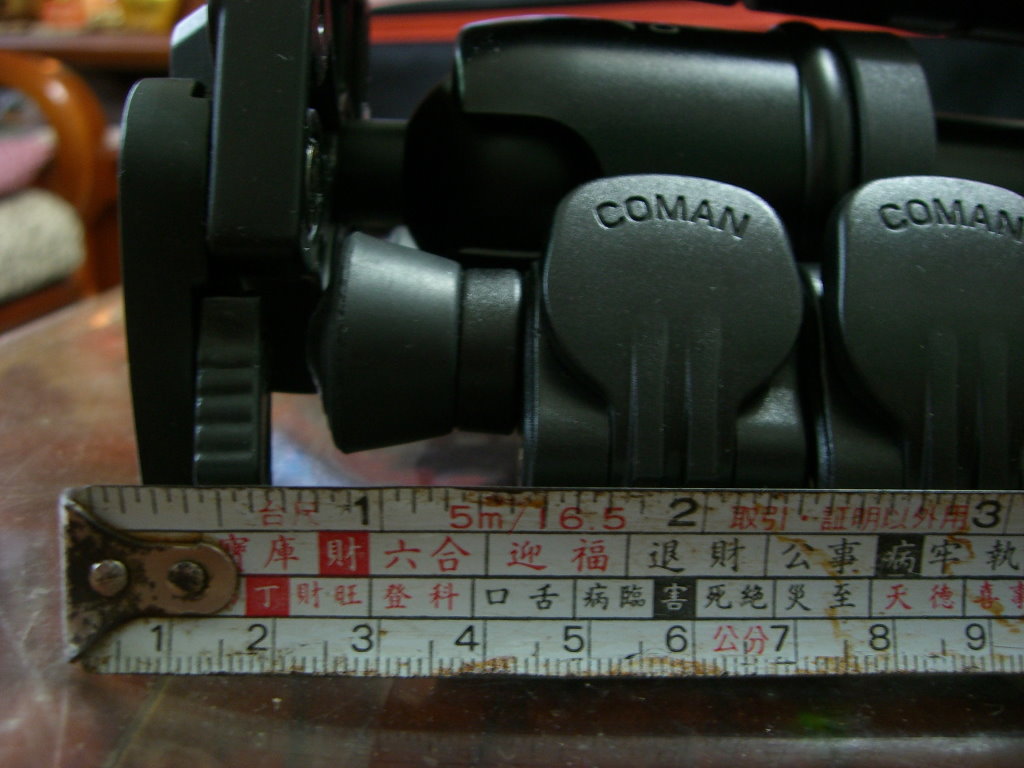 COMAN COMAN
台尺 1 5m/16.5 2 取引・証明以外用 3
寶庫 財 六合 迎福 退財 公事 病 牢執
丁 財旺 登科 口舌 病臨 害 死絶 災至 天徳 喜事
1 2 3 4 5 6 公分 7 8 9